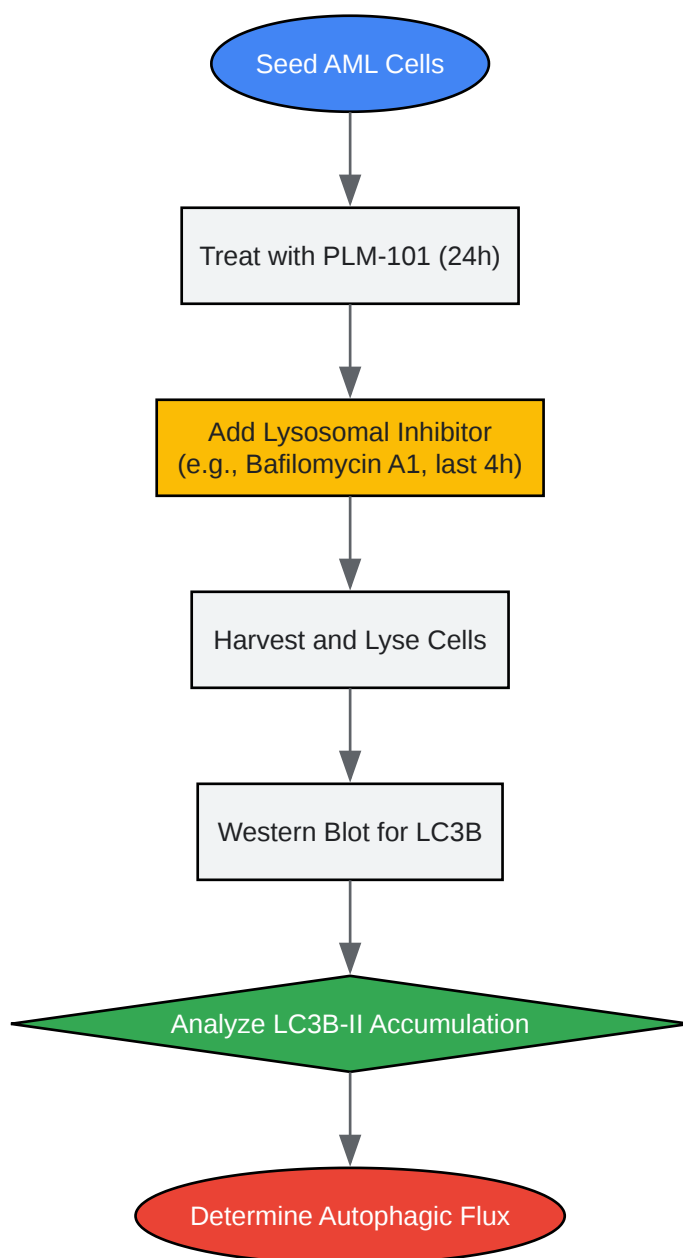 Seed AML Cells
Treat with PLM-101 (24h)
Add Lysosomal Inhibitor
(e.g., Bafilomycin A1, last 4h)
Harvest and Lyse Cells
Western Blot for LC3B
Analyze LC3B-II Accumulation
Determine Autophagic Flux